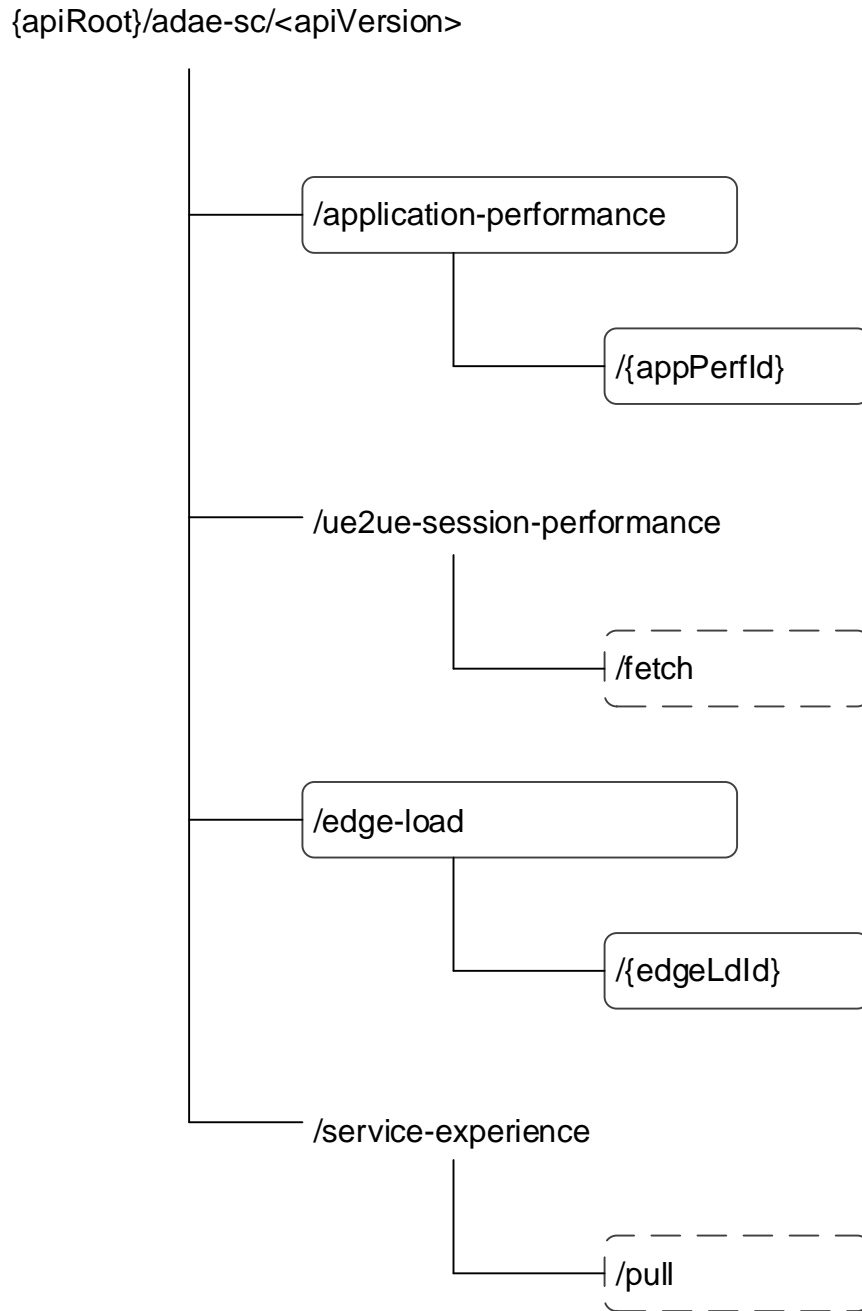 {apiRoot}/adae-sc/<apiVersion>
/application-performance
/{appPerfId}
/ue2ue-session-performance
/fetch
/edge-load
/{edgeLdId}
/service-experience
/pull